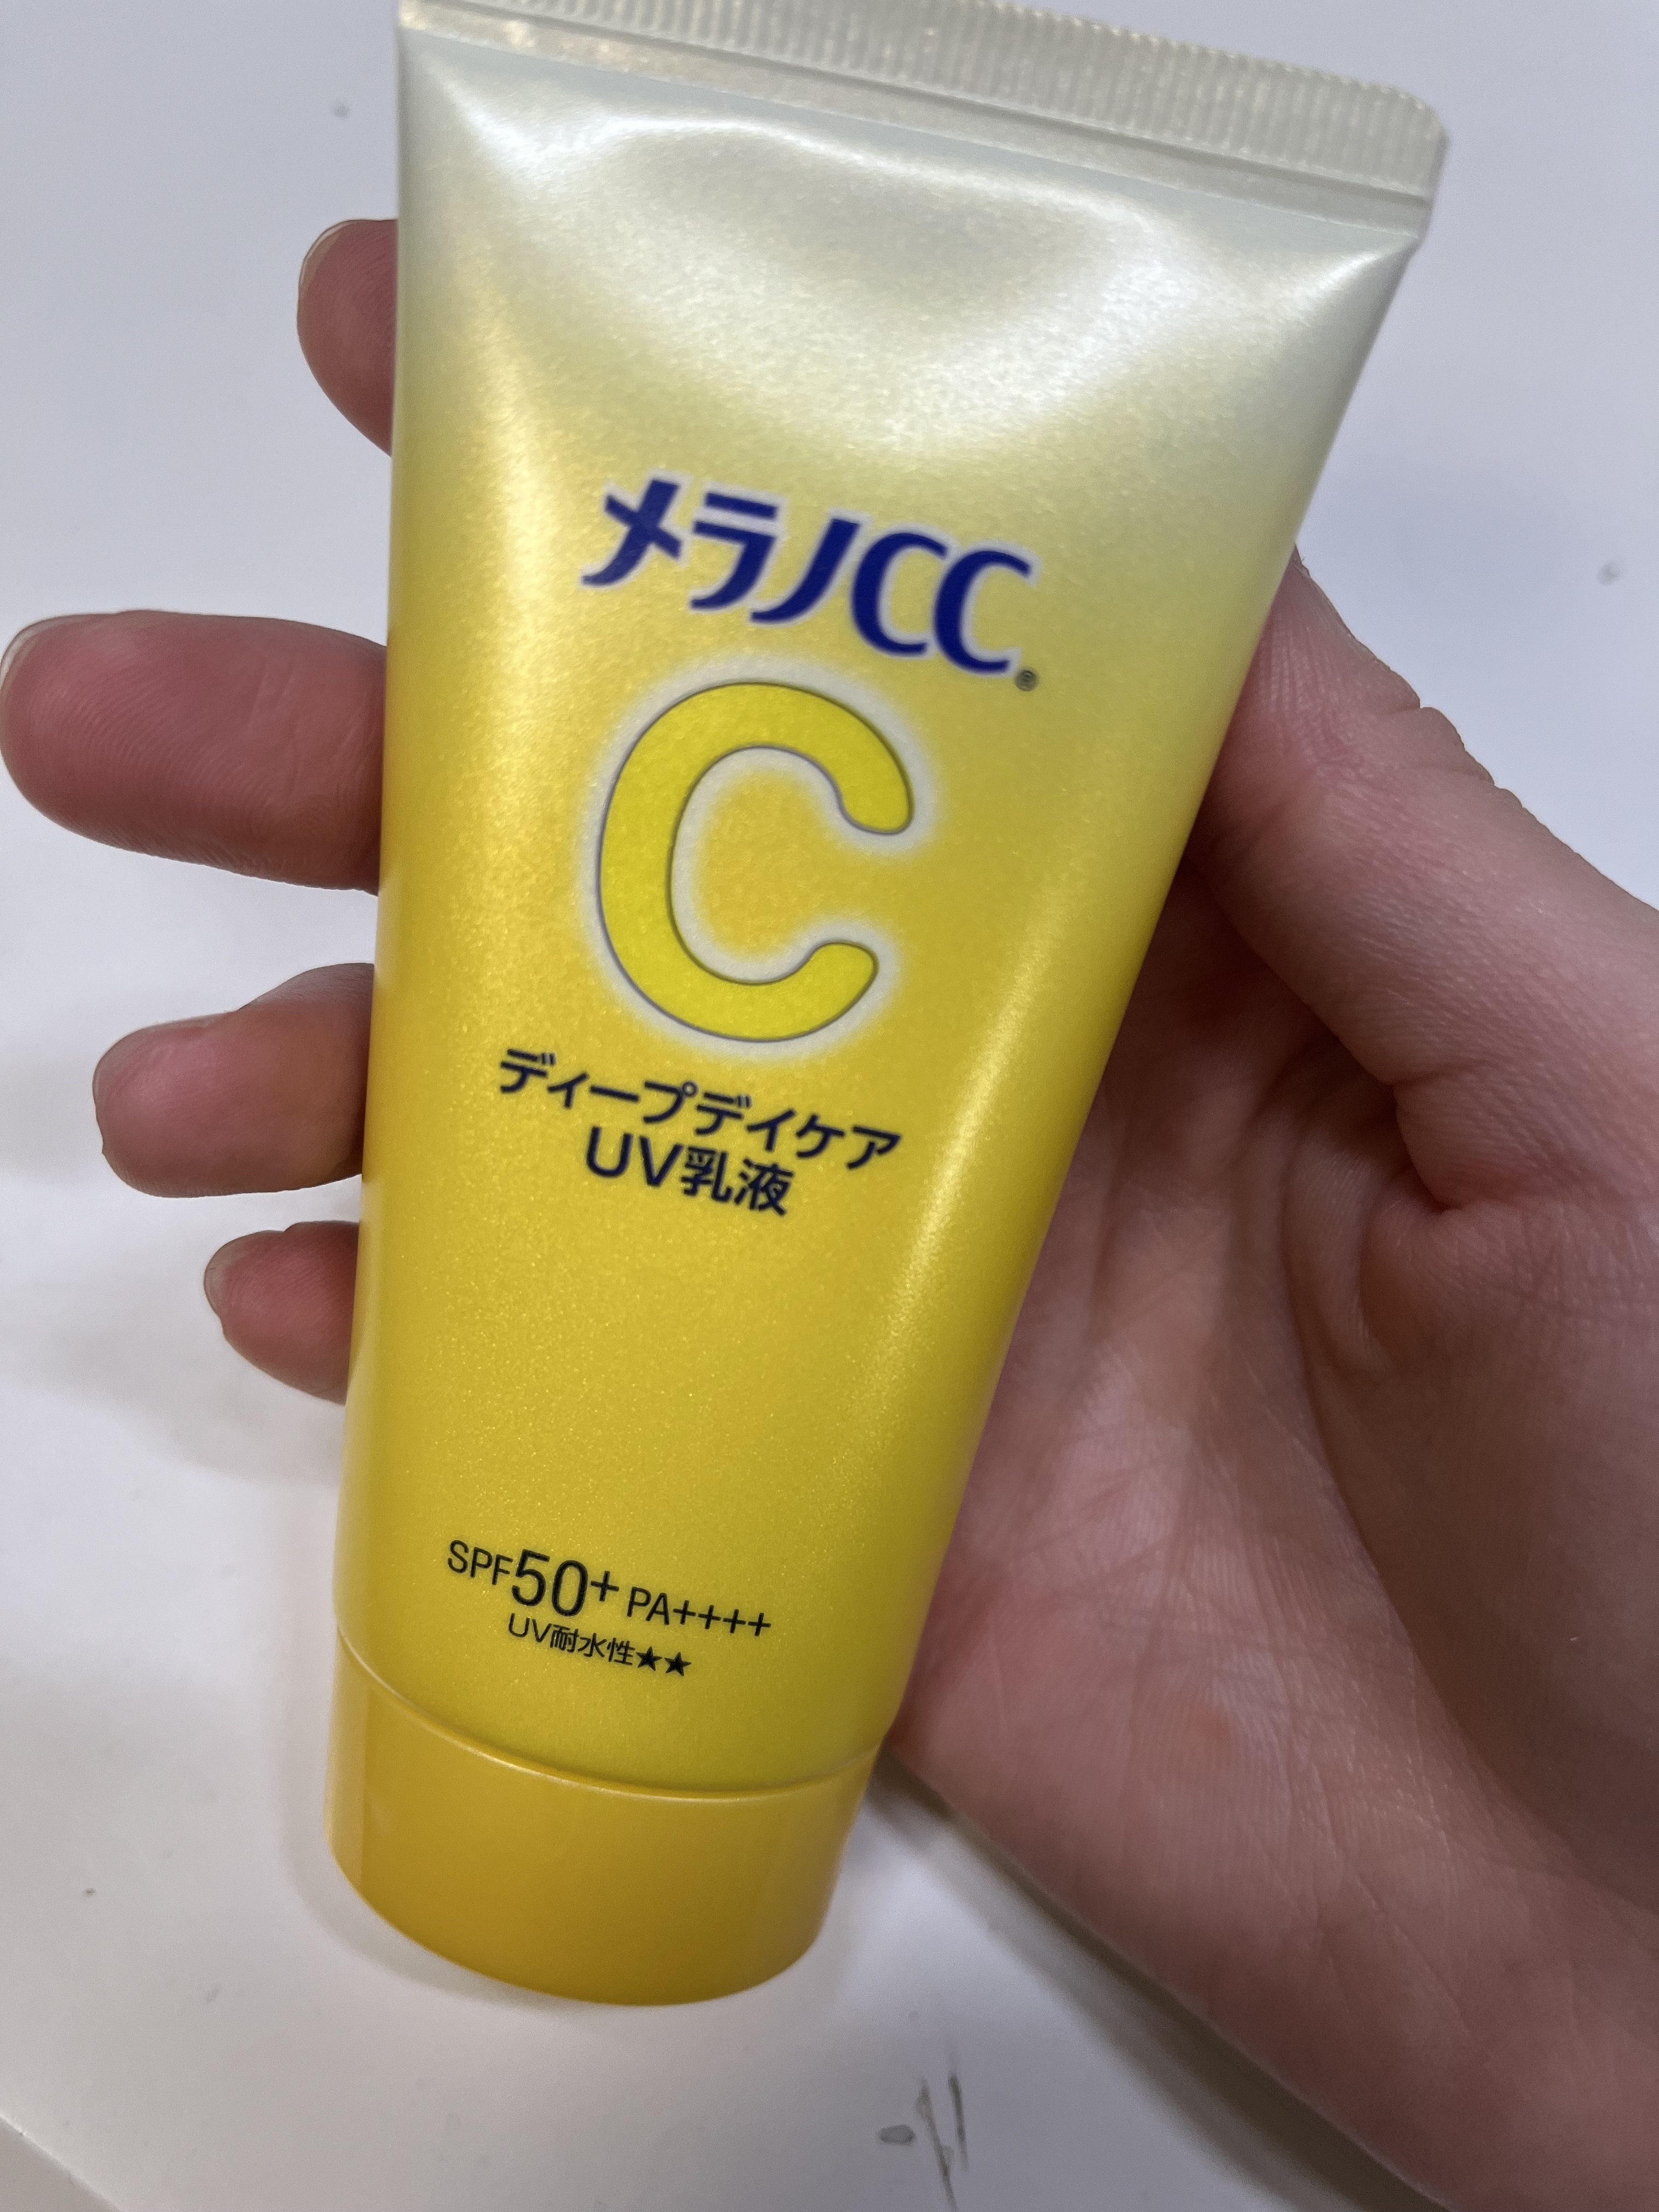 メラノCC®
C
ディープデイケア
UV乳液
SPF50+ PA++++
UV耐水性★★